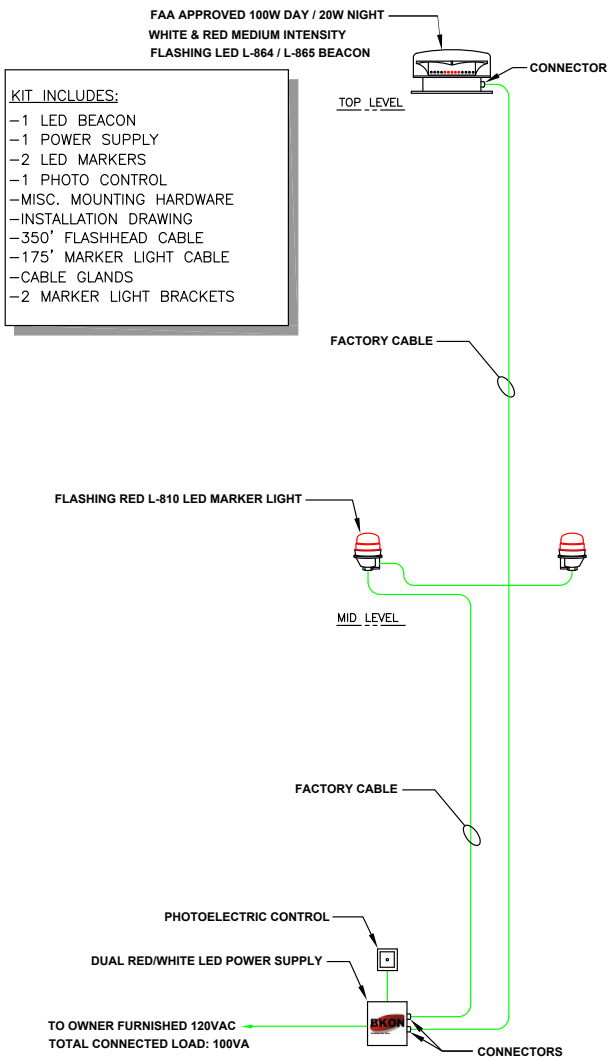 FAA APPROVED 100W DAY / 20W NIGHT
WHITE & RED MEDIUM INTENSITY
FLASHING LED L-864 / L-865 BEACON
CONNECTOR
TOP LEVEL
KIT INCLUDES:
-1 LED BEACON
-1 POWER SUPPLY
-2 LED MARKERS
-1 PHOTO CONTROL
-MISC. MOUNTING HARDWARE
-INSTALLATION DRAWING
-350' FLASHHEAD CABLE
-175' MARKER LIGHT CABLE
-CABLE GLANDS
-2 MARKER LIGHT BRACKETS
FACTORY CABLE
FLASHING RED L-810 LED MARKER LIGHT
MID LEVEL
FACTORY CABLE
PHOTOELECTRIC CONTROL
DUAL RED/WHITE LED POWER SUPPLY
BKON
TO OWNER FURNISHED 120VAC
TOTAL CONNECTED LOAD: 100VA
CONNECTORS